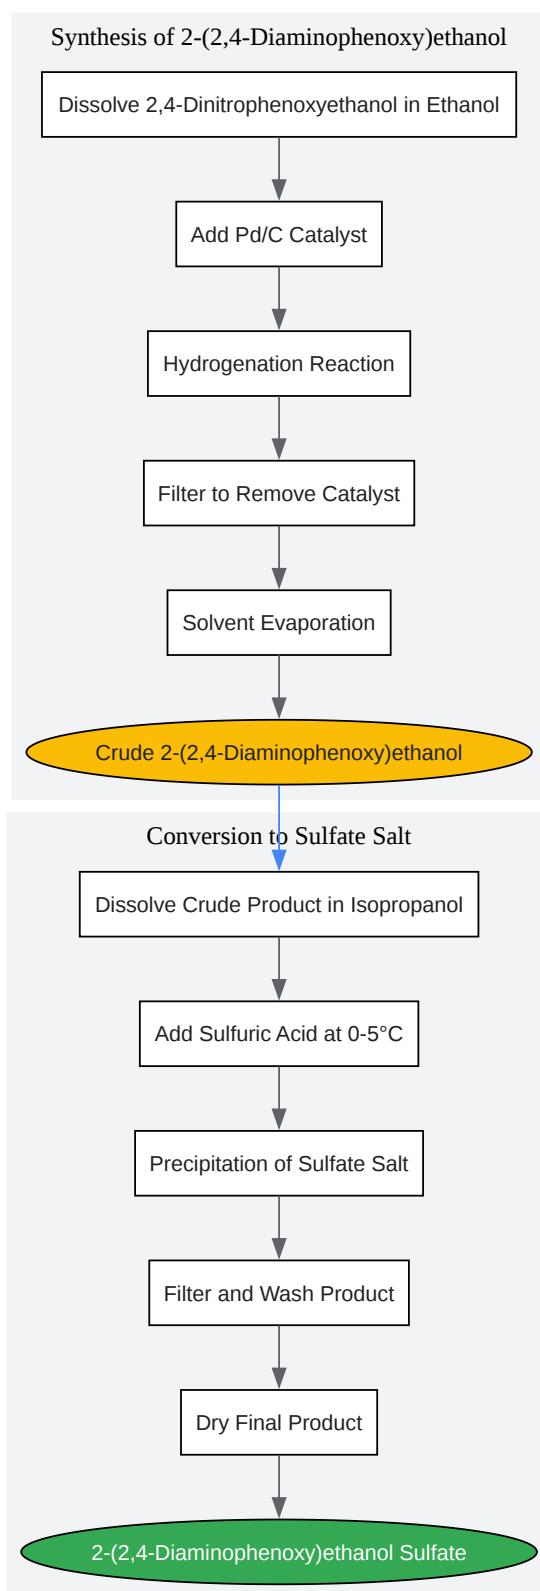 Synthesis of 2-(2,4-Diaminophenoxy)ethanol
Dissolve 2,4-Dinitrophenoxyethanol in Ethanol
Add Pd/C Catalyst
Hydrogenation Reaction
Filter to Remove Catalyst
Solvent Evaporation
Crude 2-(2,4-Diaminophenoxy)ethanol
Conversion to Sulfate Salt
Dissolve Crude Product in Isopropanol
Add Sulfuric Acid at 0-5°C
Precipitation of Sulfate Salt
Filter and Wash Product
Dry Final Product
2-(2,4-Diaminophenoxy)ethanol Sulfate